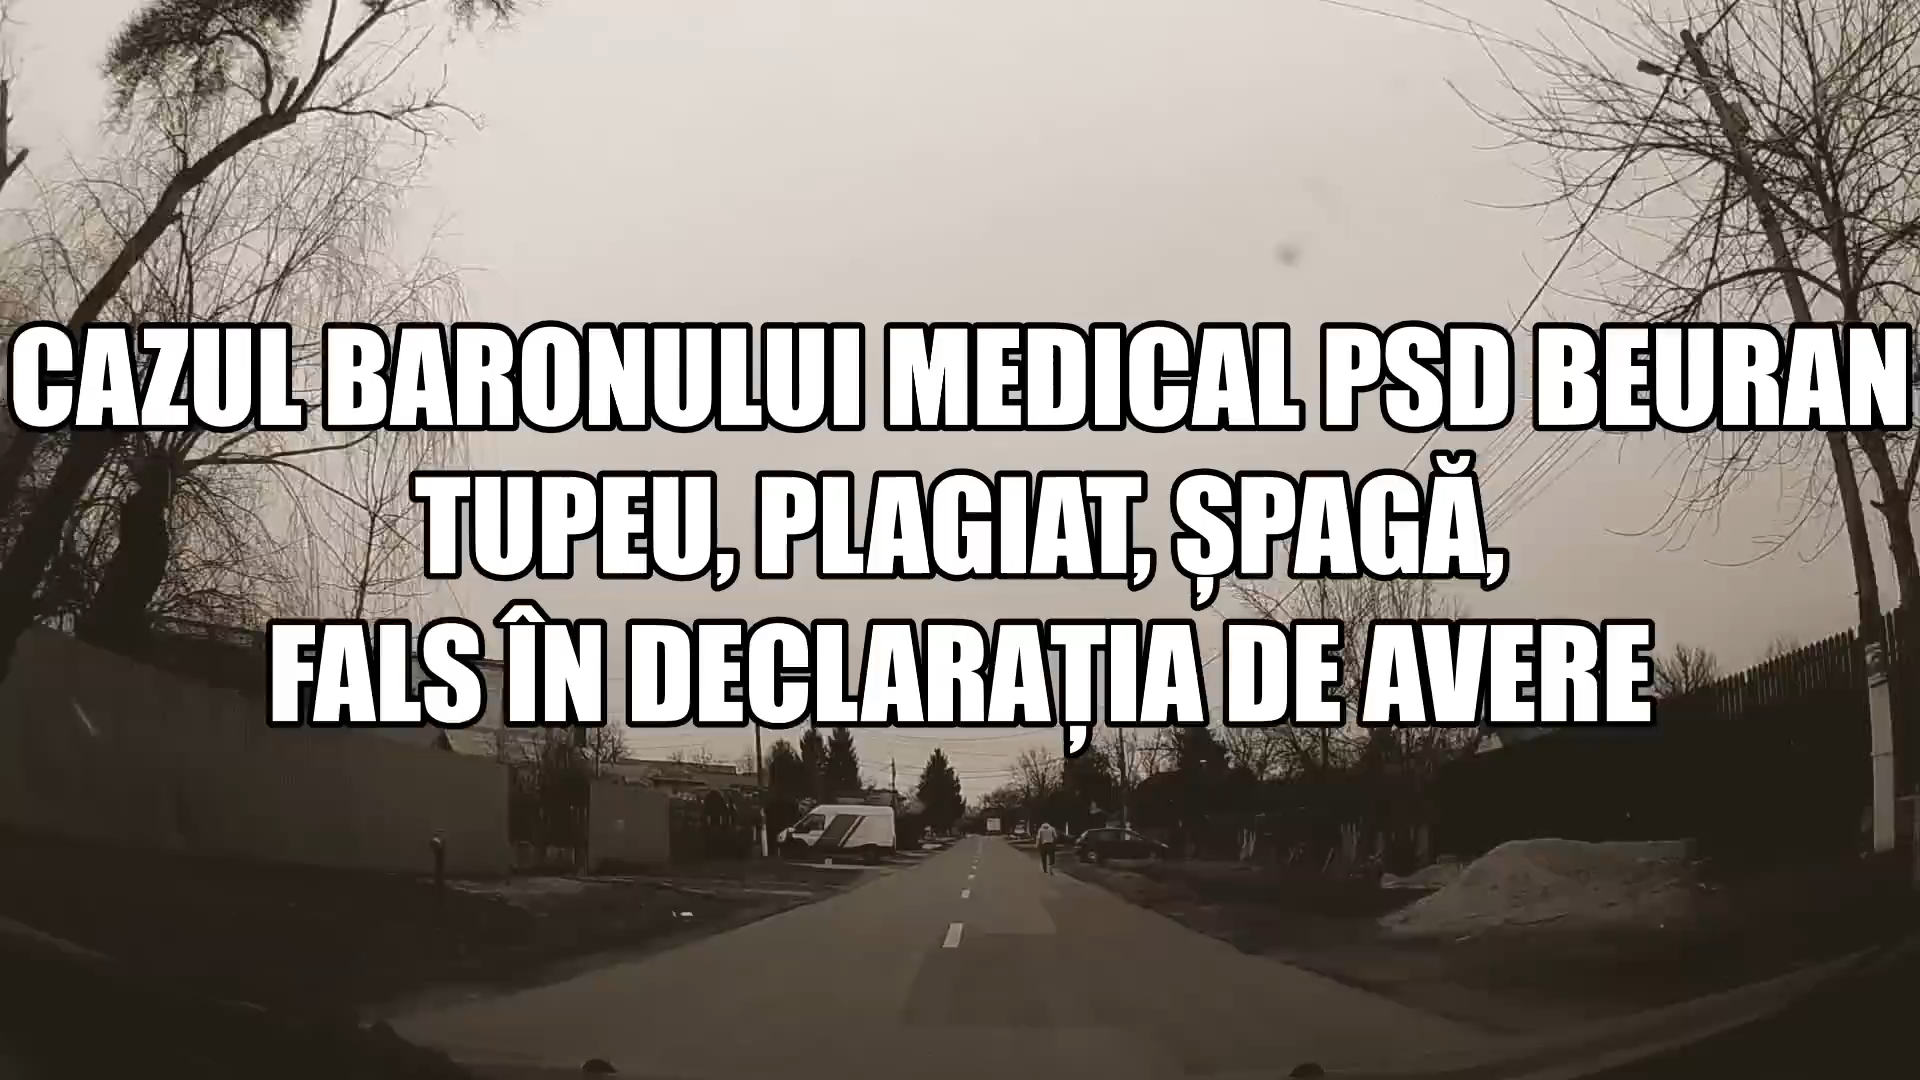 CAZUL BARONULUI MEDICAL PSD BEURAN
TUPEU, PLAGIAT, ȘPAGĂ,
FALS ÎN DECLARAȚIA DE AVERE